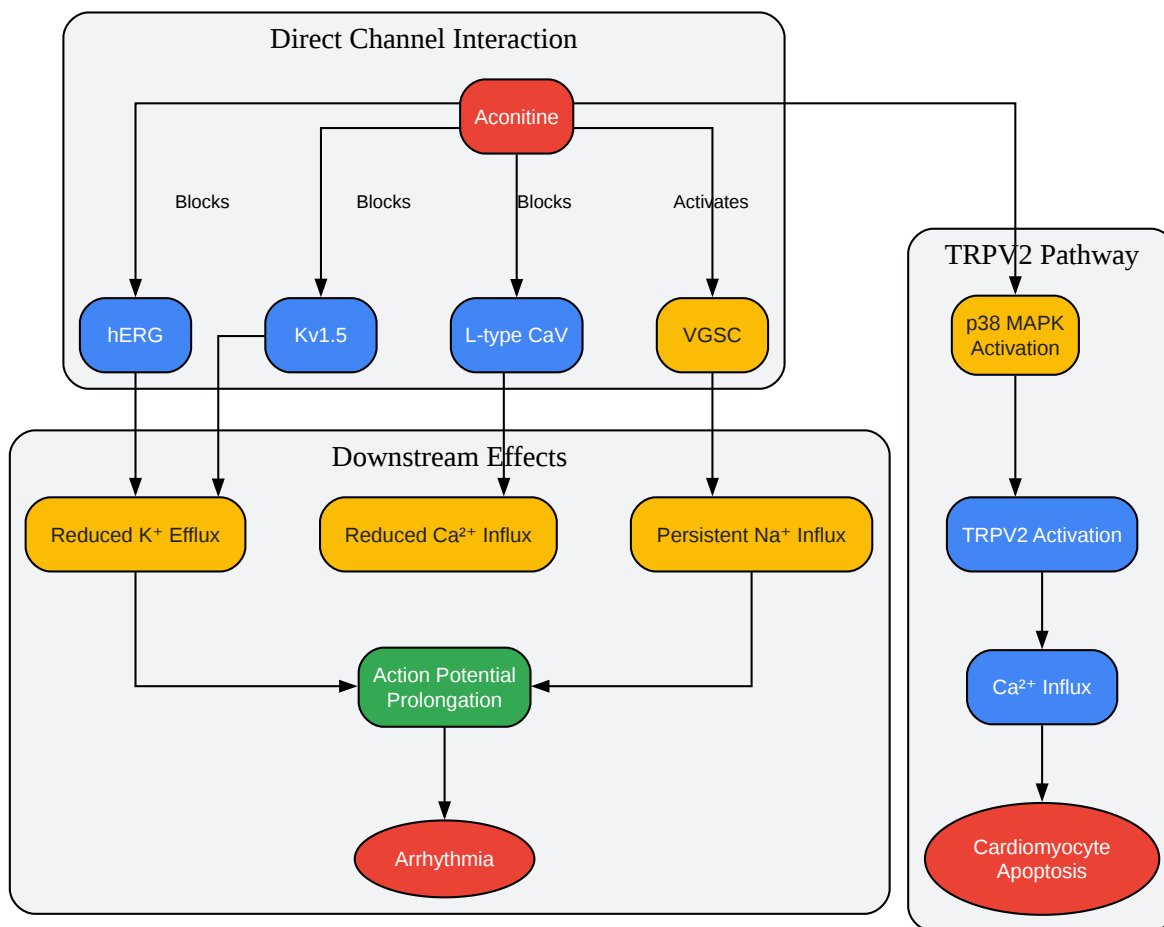 Direct Channel Interaction
Aconitine
Blocks
Blocks
Blocks
Activates
hERG
Kv1.5
L-type CaV
VGSC
TRPV2 Pathway
p38 MAPK
Activation
Downstream Effects
Reduced K⁺ Efflux
Reduced Ca²⁺ Influx
Persistent Na⁺ Influx
TRPV2 Activation
Action Potential
Prolongation
Ca²⁺ Influx
Arrhythmia
Cardiomyocyte
Apoptosis